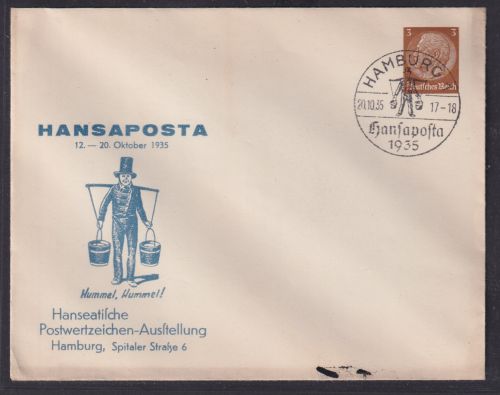 HANSAPOSTA
12. — 20. Oktober 1935
Hummel, Hummel!
Hanseatiſche
Poſtwertzeichen-Ausſtellung
Hamburg, Spitaler Straße 6
3 3
Deutſches Reich
HAMBURG
20.10.35 17-18
Hanſapoſta
1935